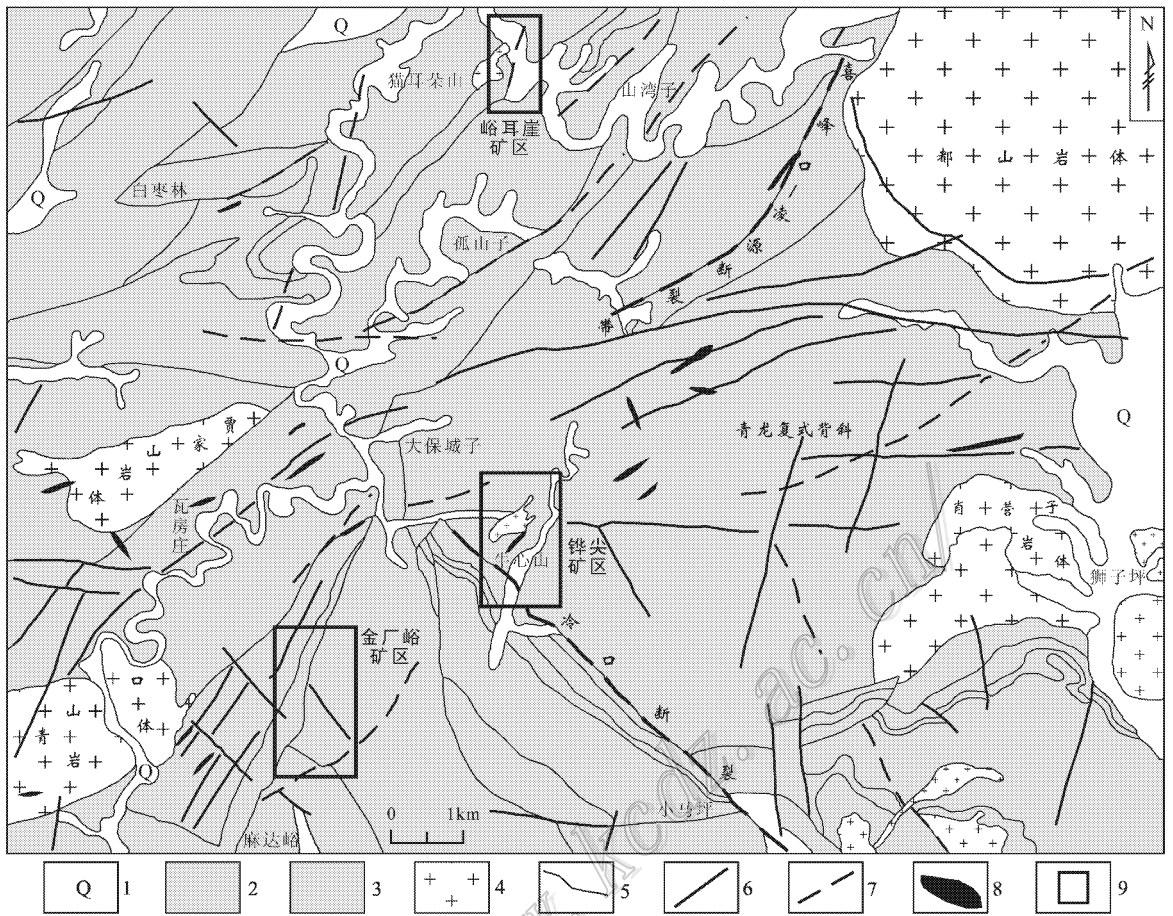 Q
N
猫耳朵山
山湾子
喜
峪耳崖
矿区
峰
口
都山岩体
Q
白枣林
孤山子
凌
源
断
裂
带
Q
Q
贾
家
山
岩
体
大保城子
青龙复式背斜
瓦
房
庄
肖营子
岩
体
铧尖
矿区
牛心山
狮子坪
冷
口
断
裂
金厂峪
矿区
青
山
口
岩
体
Q
0 1km
小马坪
麻达峪
www.kcdz.ac.cn/
Q 1
2
3
4
5
6
7
8
9